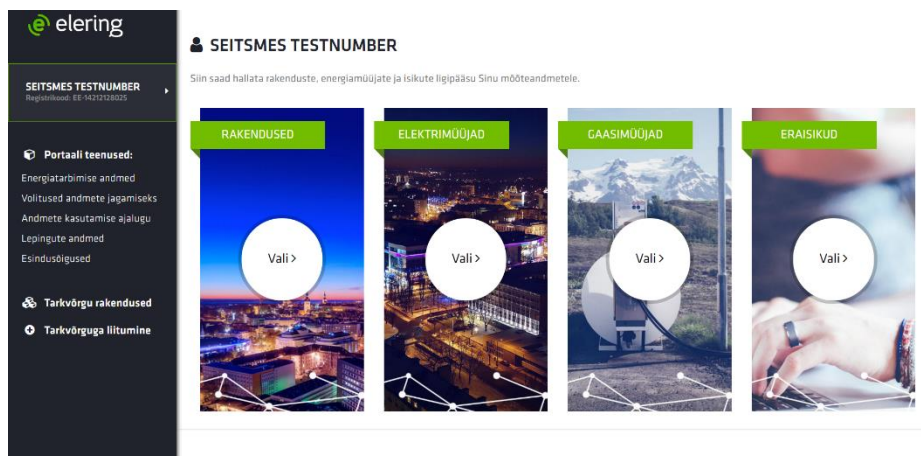 elering
SEITSMES TESTNUMBER
Registrikood: EE-14212128025
Portaali teenused:
Energiatarbimise andmed
Volitused andmete jagamiseks
Andmete kasutamise ajalugu
Lepingute andmed
Esindusõigused
Tarkvõrgu rakendused
Tarkvõrguga liitumine
SEITSMES TESTNUMBER
Siin saad hallata rakenduste, energiamüüjate ja isikute ligipääsu Sinu mõõteandmetele.
RAKENDUSED
Vali >
ELEKTRIMÜÜJAD
Vali >
GAASIMÜÜJAD
Vali >
ERAISIKUD
Vali >